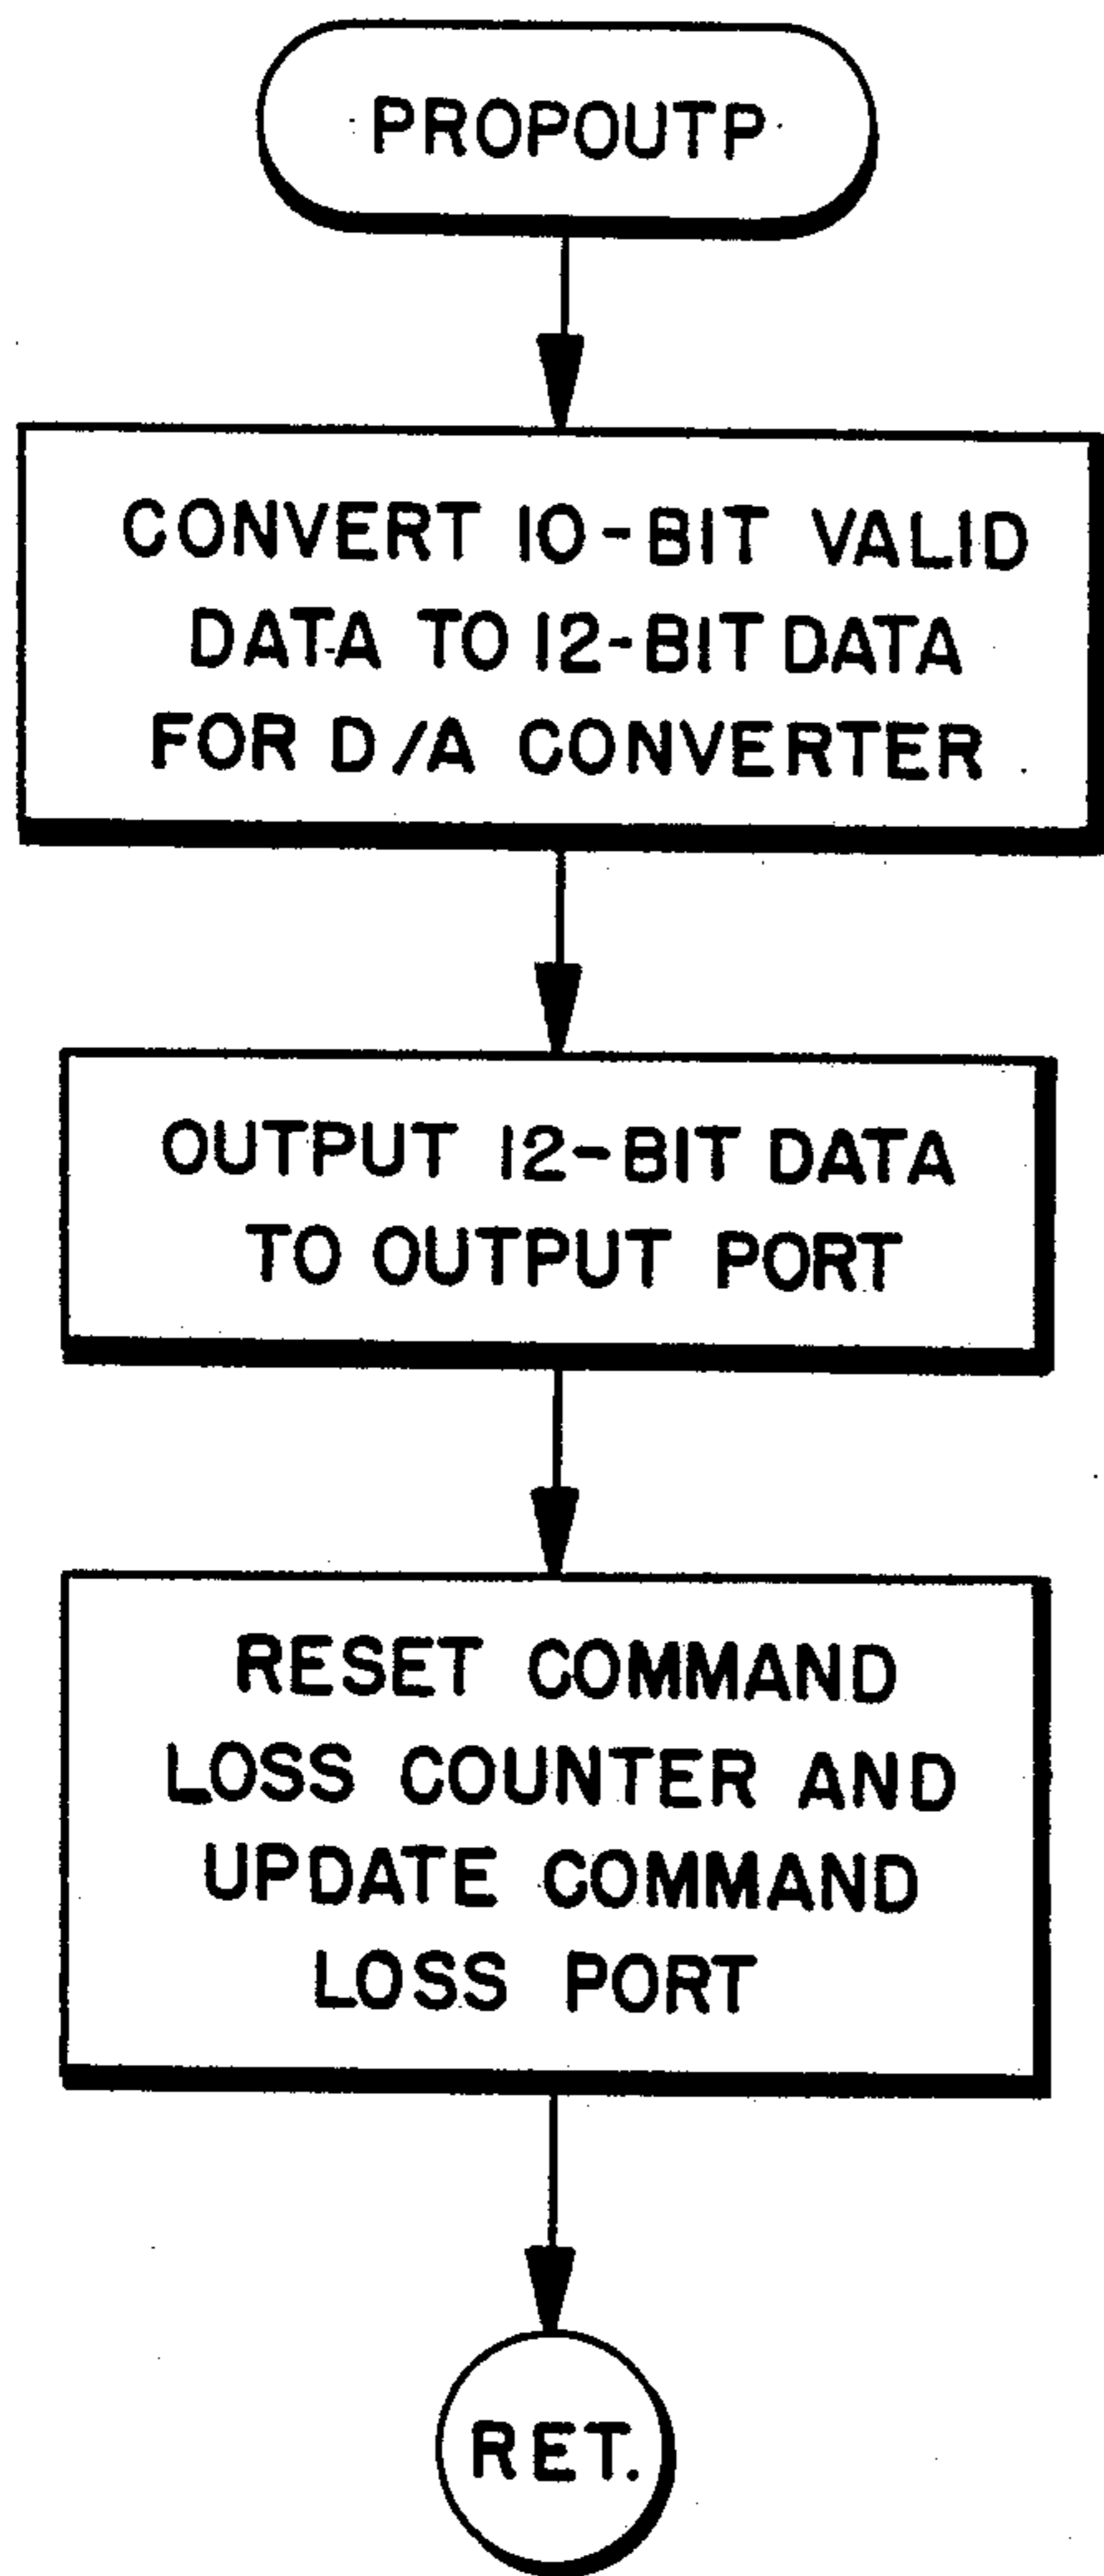 PROPOUTP
CONVERT 10-BIT VALID
DATA TO 12-BIT DATA
FOR D/A CONVERTER
OUTPUT 12-BIT DATA
TO OUTPUT PORT
RESET COMMAND
LOSS COUNTER AND
UPDATE COMMAND
LOSS PORT
RET.